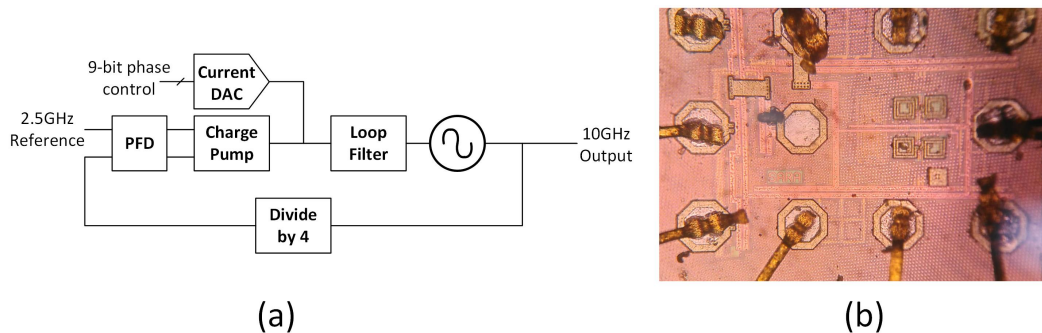 9-bit phase
control
Current
DAC
2.5GHz
Reference
PFD
Charge
Pump
Loop
Filter
10GHz
Output
Divide
by 4
(a)
(b)